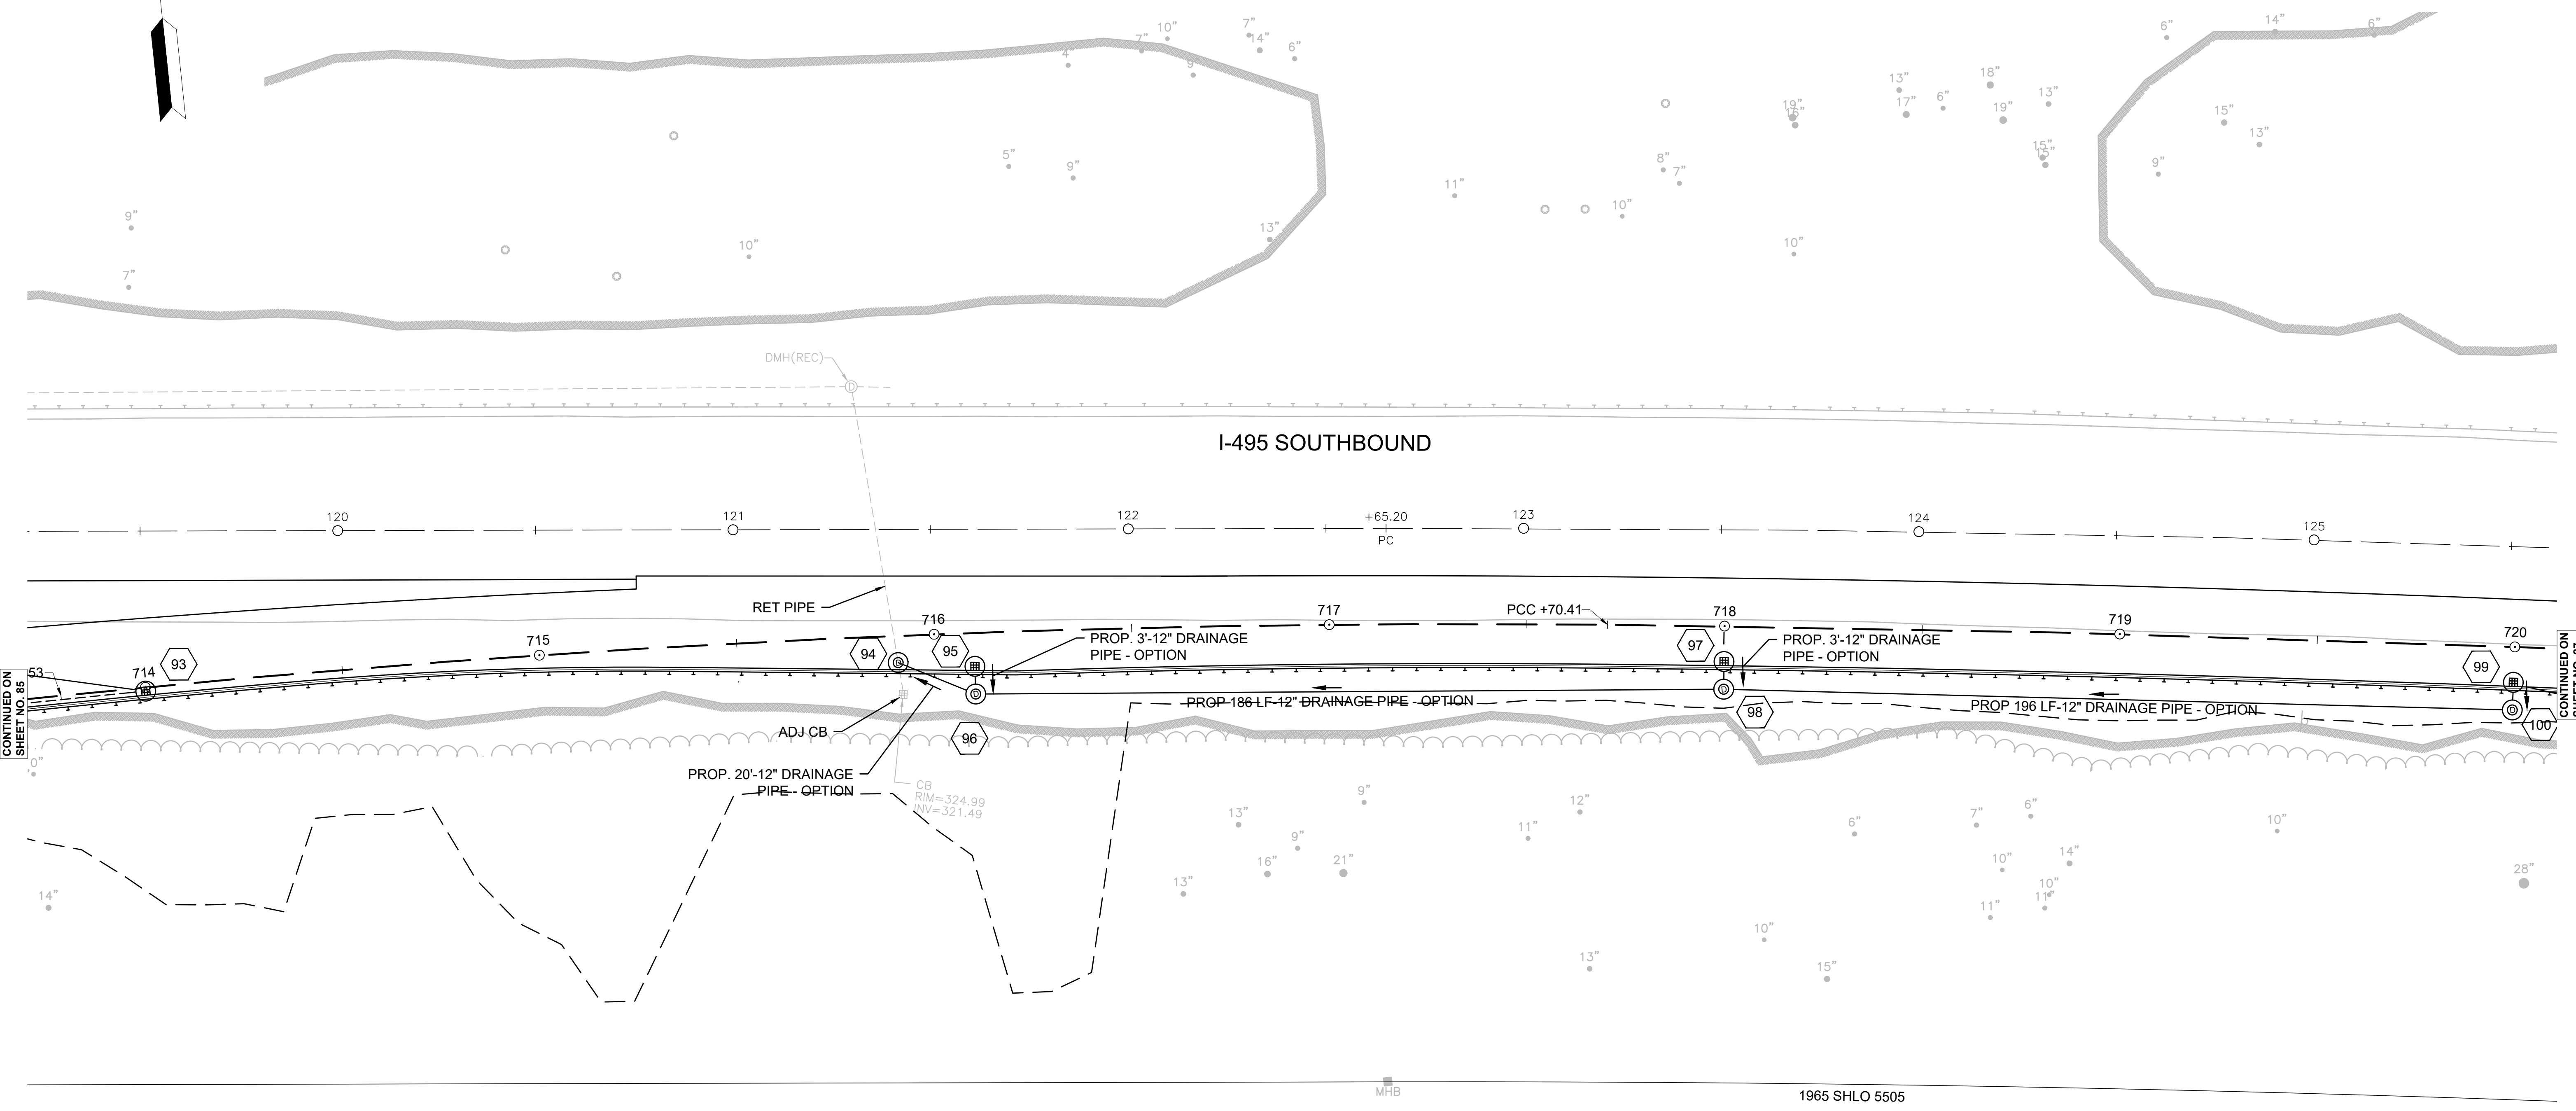 10"
7"
7"
14"
6"
4"
9"
6"
14"
6"
13"
18"
13"
19"
16"
17"
6"
19"
15"
15"
15"
13"
5"
9"
8"
7"
9"
11"
10"
9"
13"
10"
10"
7"
DMH(REC)
D
I-495 SOUTHBOUND
120
121
122
+65.20
PC
123
124
125
RET PIPE
714
93
53
715
94
716
95
PROP. 3'-12" DRAINAGE
PIPE - OPTION
717
PCC +70.41
718
97
PROP. 3'-12" DRAINAGE
PIPE - OPTION
719
720
99
CONTINUED ON
SHEET NO. 85
CONTINUED ON
D
D
D
D
PROP 186 LF-12" DRAINAGE PIPE - OPTION
PROP 196 LF-12" DRAINAGE PIPE - OPTION
98
100
ADJ CB
96
PROP. 20'-12" DRAINAGE
PIPE - OPTION
CB
RIM=324.99
INV=321.49
0"
14"
9"
12"
13"
11"
9"
16"
21"
13"
6"
7"
6"
10"
10"
14"
10"
11"
11"
28"
10"
13"
15"
MHB
1965 SHLO 5505